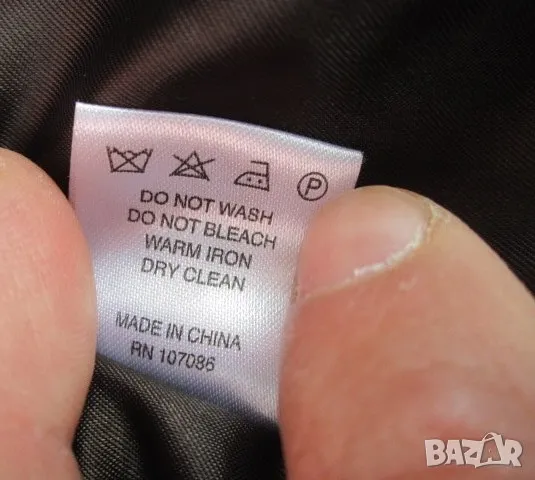 P
DO NOT WASH
DO NOT BLEACH
WARM IRON
DRY CLEAN
MADE IN CHINA
RN 107086
BAZAR